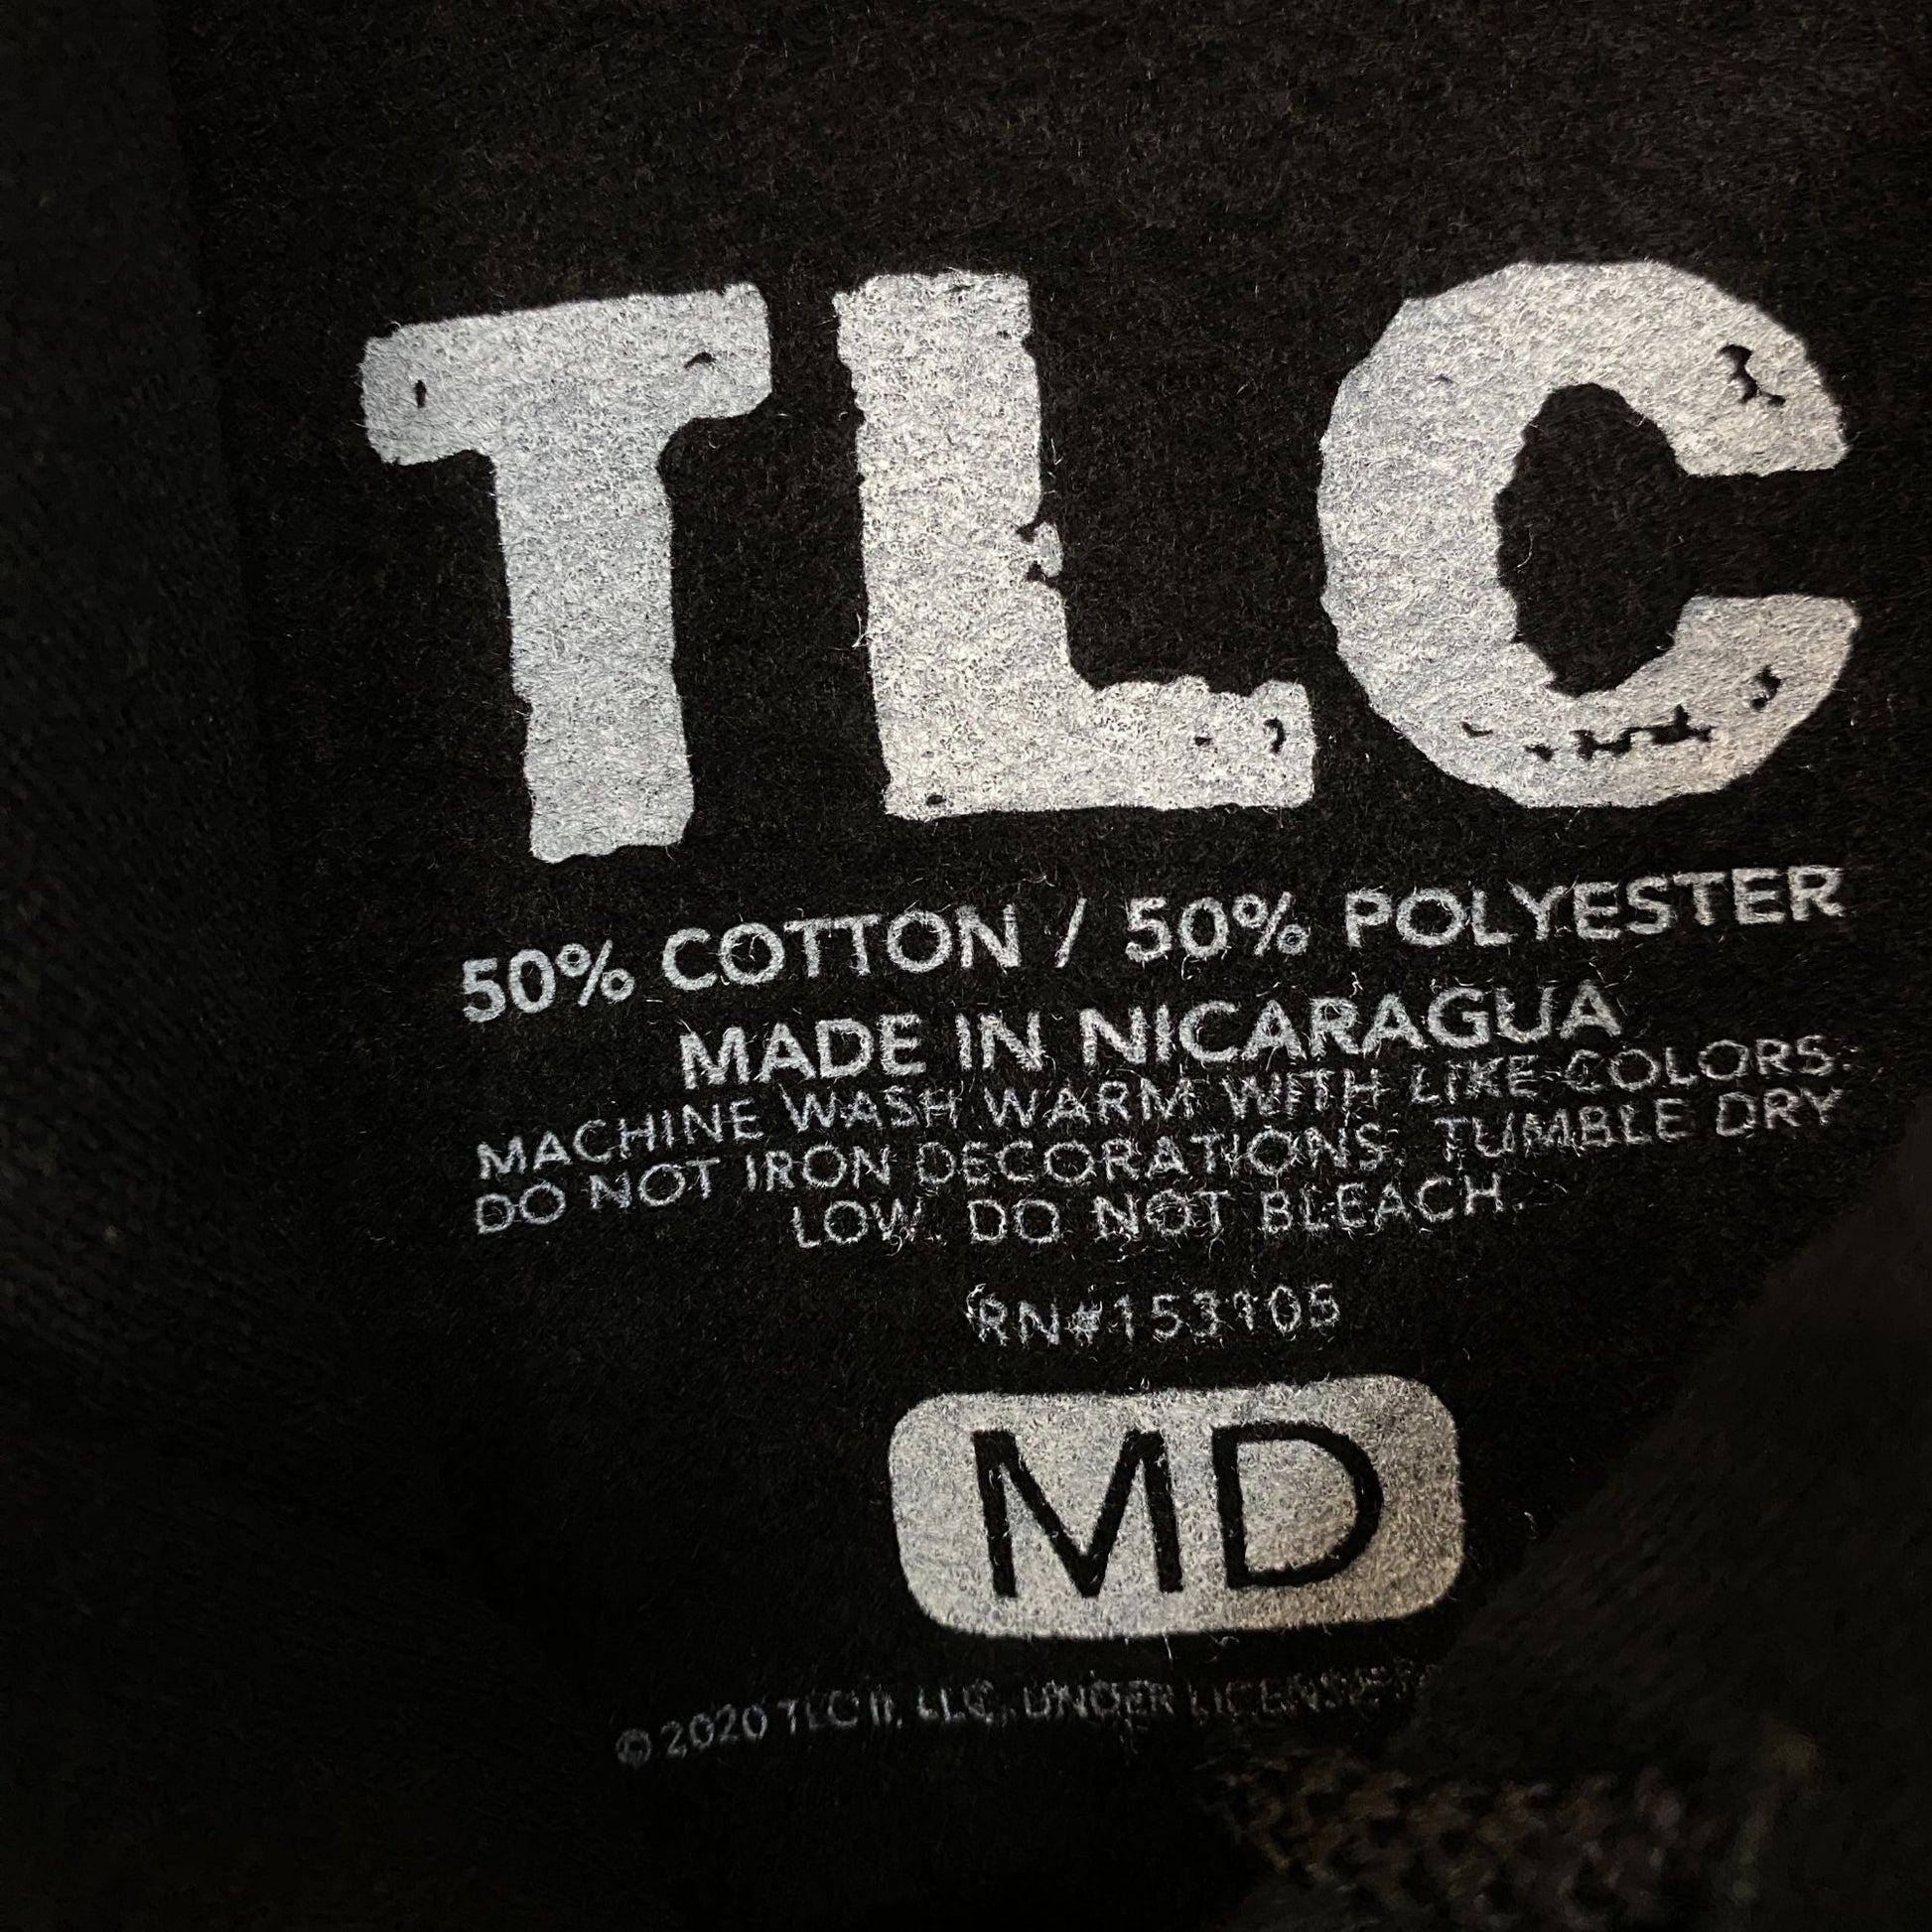 TLC
50% COTTON / 50% POLYESTER
MADE IN NICARAGUA
MACHINE WASH WARM WITH LIKE COLORS.
DO NOT IRON DECORATIONS. TUMBLE DRY
LOW. DO NOT BLEACH.
RN#153105
MD
© 2020 TLC II, LLC. UNDER LICENSE